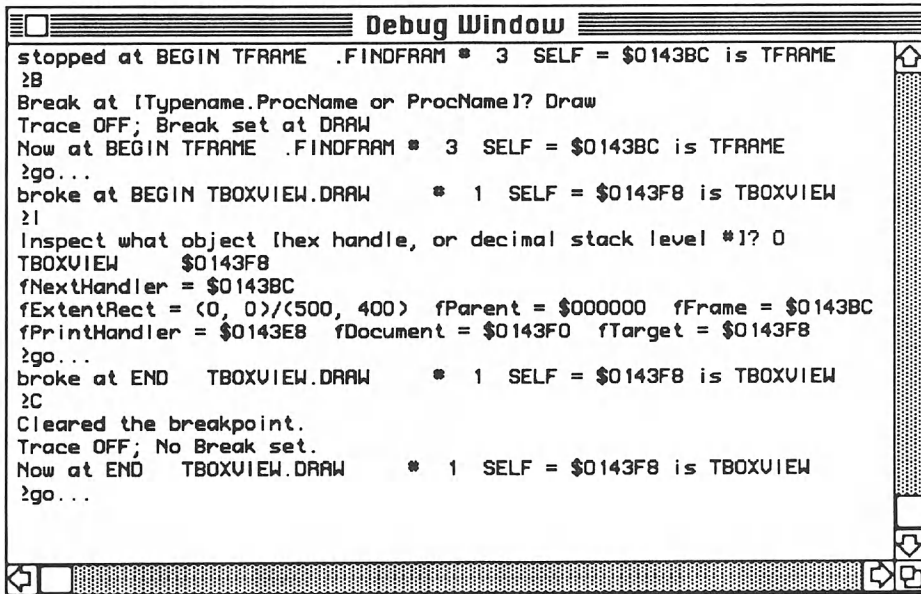 Debug Window
stopped at BEGIN TFRAME .FINDFRAM # 3 SELF = $0143BC is TFRAME
?B
Break at [Typename.ProcName or ProcName]? Draw
Trace OFF; Break set at DRAW
Now at BEGIN TFRAME .FINDFRAM # 3 SELF = $0143BC is TFRAME
?go...
broke at BEGIN TBOXVIEW.DRAW # 1 SELF = $0143F8 is TBOXVIEW
?I
Inspect what object [hex handle, or decimal stack level #]? 0
TBOXVIEW $0143F8
fNextHandler = $0143BC
fExtentRect = (0, 0)/(500, 400) fParent = $000000 fFrame = $0143BC
fPrintHandler = $0143E8 fDocument = $0143F0 fTarget = $0143F8
?go...
broke at END TBOXVIEW.DRAW # 1 SELF = $0143F8 is TBOXVIEW
?C
Cleared the breakpoint.
Trace OFF; No Break set.
Now at END TBOXVIEW.DRAW # 1 SELF = $0143F8 is TBOXVIEW
?go...